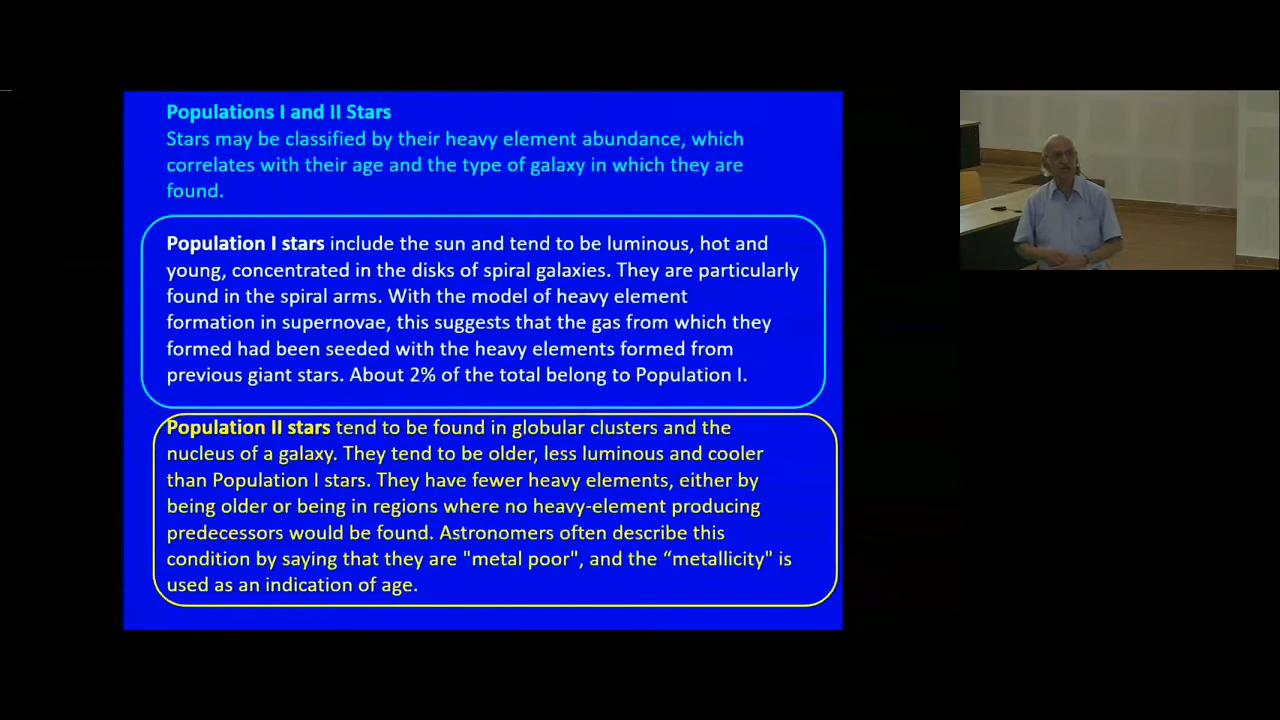 Populations I and II Stars
Stars may be classified by their heavy element abundance, which
correlates with their age and the type of galaxy in which they are
found.
Population I stars include the sun and tend to be luminous, hot and
young, concentrated in the disks of spiral galaxies. They are particularly
found in the spiral arms. With the model of heavy element
formation in supernovae, this suggests that the gas from which they
formed had been seeded with the heavy elements formed from
previous giant stars. About 2% of the total belong to Population I.
Population II stars tend to be found in globular clusters and the
nucleus of a galaxy. They tend to be older, less luminous and cooler
than Population I stars. They have fewer heavy elements, either by
being older or being in regions where no heavy-element producing
predecessors would be found. Astronomers often describe this
condition by saying that they are "metal poor", and the “metallicity" is
used as an indication of age.